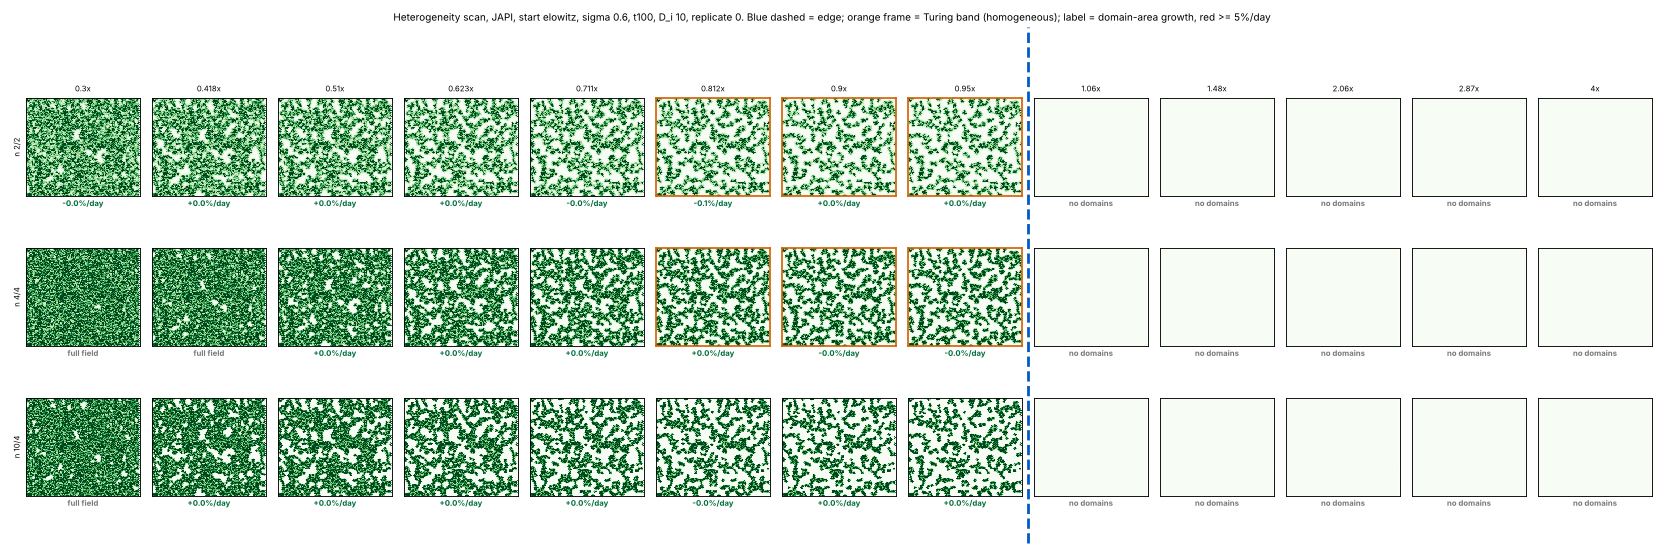 Heterogeneity scan, JAPI, start elowitz, sigma 0.6, t100, D_i 10, replicate 0. Blue dashed = edge; orange frame = Turing band (homogeneous); label = domain-area growth, red >= 5%/day
0.3x 0.418x 0.51x 0.623x 0.711x 0.812x 0.9x 0.95x 1.06x 1.48x 2.06x 2.87x 4x
n 2/2
-0.0%/day +0.0%/day +0.0%/day +0.0%/day -0.0%/day -0.1%/day +0.0%/day +0.0%/day no domains no domains no domains no domains no domains
n 4/4
full field full field +0.0%/day +0.0%/day +0.0%/day +0.0%/day -0.0%/day -0.0%/day no domains no domains no domains no domains no domains
n 10/4
full field +0.0%/day +0.0%/day +0.0%/day +0.0%/day -0.0%/day +0.0%/day +0.0%/day no domains no domains no domains no domains no domains